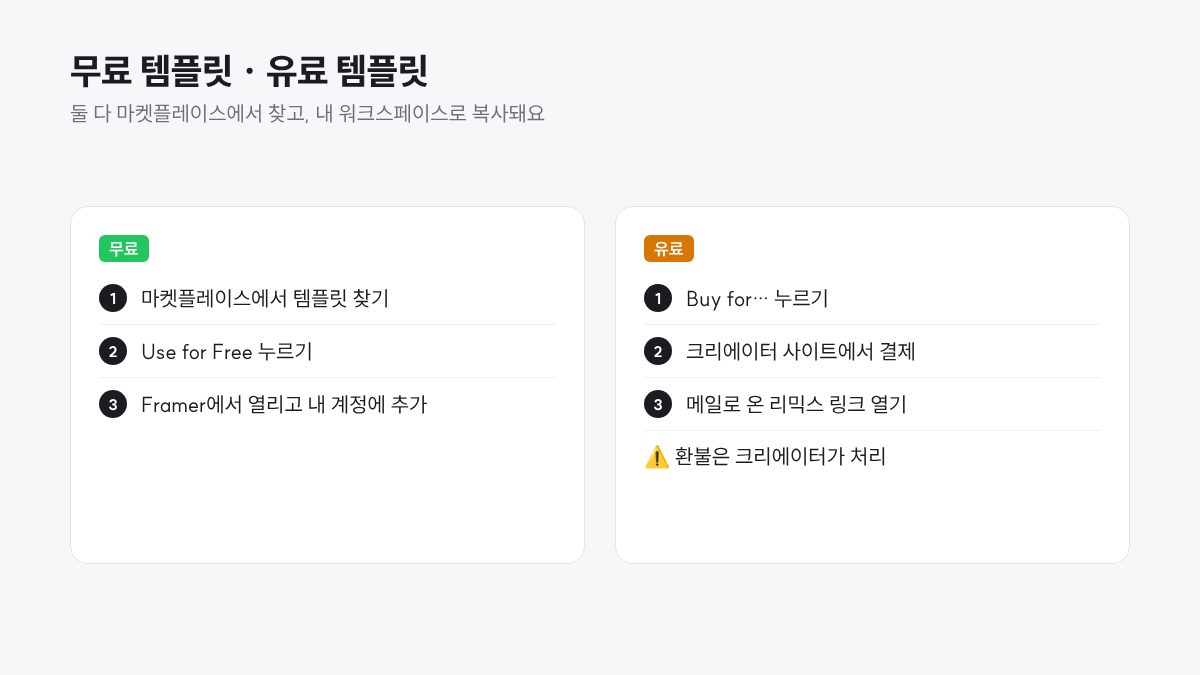 무료 템플릿 · 유료 템플릿
둘 다 마켓플레이스에서 찾고, 내 워크스페이스로 복사돼요
무료
1 마켓플레이스에서 템플릿 찾기
2 Use for Free 누르기
3 Framer에서 열리고 내 계정에 추가
유료
1 Buy for… 누르기
2 크리에이터 사이트에서 결제
3 메일로 온 리믹스 링크 열기
⚠️ 환불은 크리에이터가 처리